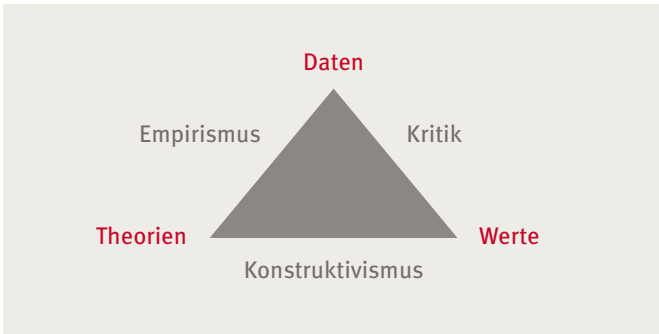 Daten
Empirismus
Kritik
Theorien
Werte
Konstruktivismus